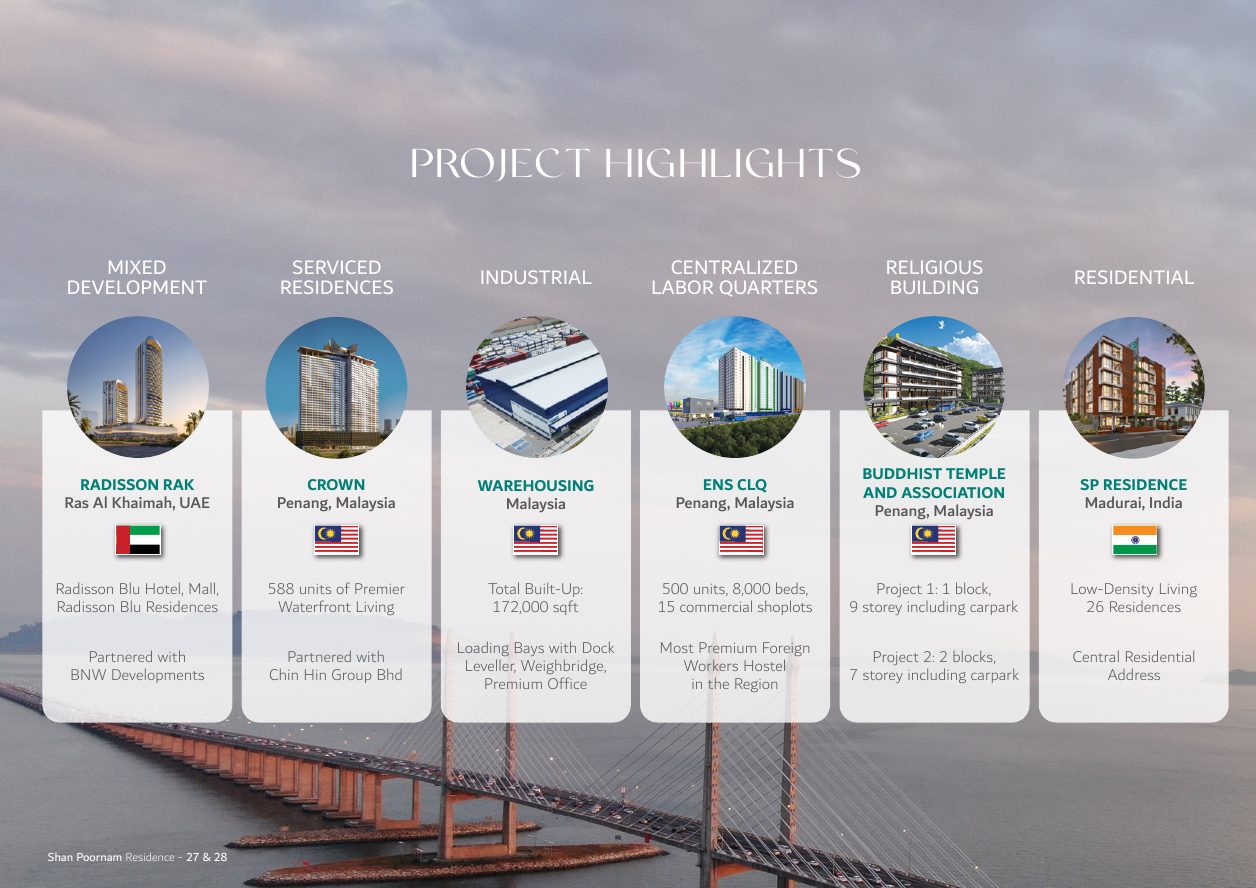 PROJECT HIGHLIGHTS
MIXED
DEVELOPMENT
RADISSON RAK
Ras Al Khaimah, UAE
Radisson Blu Hotel, Mall,
Radisson Blu Residences
Partnered with
BNW Developments
SERVICED
RESIDENCES
CROWN
Penang, Malaysia
588 units of Premier
Waterfront Living
Partnered with
Chin Hin Group Bhd
INDUSTRIAL
WAREHOUSING
Malaysia
Total Built-Up:
172,000 sqft
Loading Bays with Dock
Leveller, Weighbridge,
Premium Office
CENTRALIZED
LABOR QUARTERS
ENS CLQ
Penang, Malaysia
500 units, 8,000 beds,
15 commercial shoplots
Most Premium Foreign
Workers Hostel
in the Region
RELIGIOUS
BUILDING
BUDDHIST TEMPLE
AND ASSOCIATION
Penang, Malaysia
Project 1: 1 block,
9 storey including carpark
Project 2: 2 blocks,
7 storey including carpark
RESIDENTIAL
SP RESIDENCE
Madurai, India
Low-Density Living
26 Residences
Central Residential
Address
Shan Poornam Residence - 27 & 28